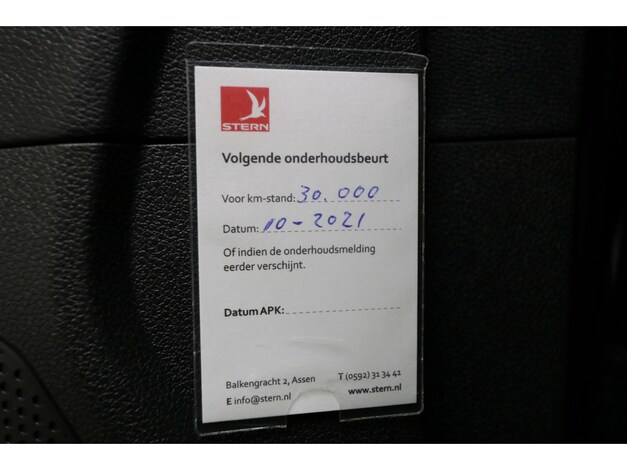 STERN
Volgende onderhoudsbeurt
Voor km-stand: 30.000
Datum: 10-2021
Of indien de onderhoudsmelding
eerder verschijnt.
Datum APK:
Balkengracht 2, Assen T (0592) 31 34 41
E info@stern.nl www.stern.nl